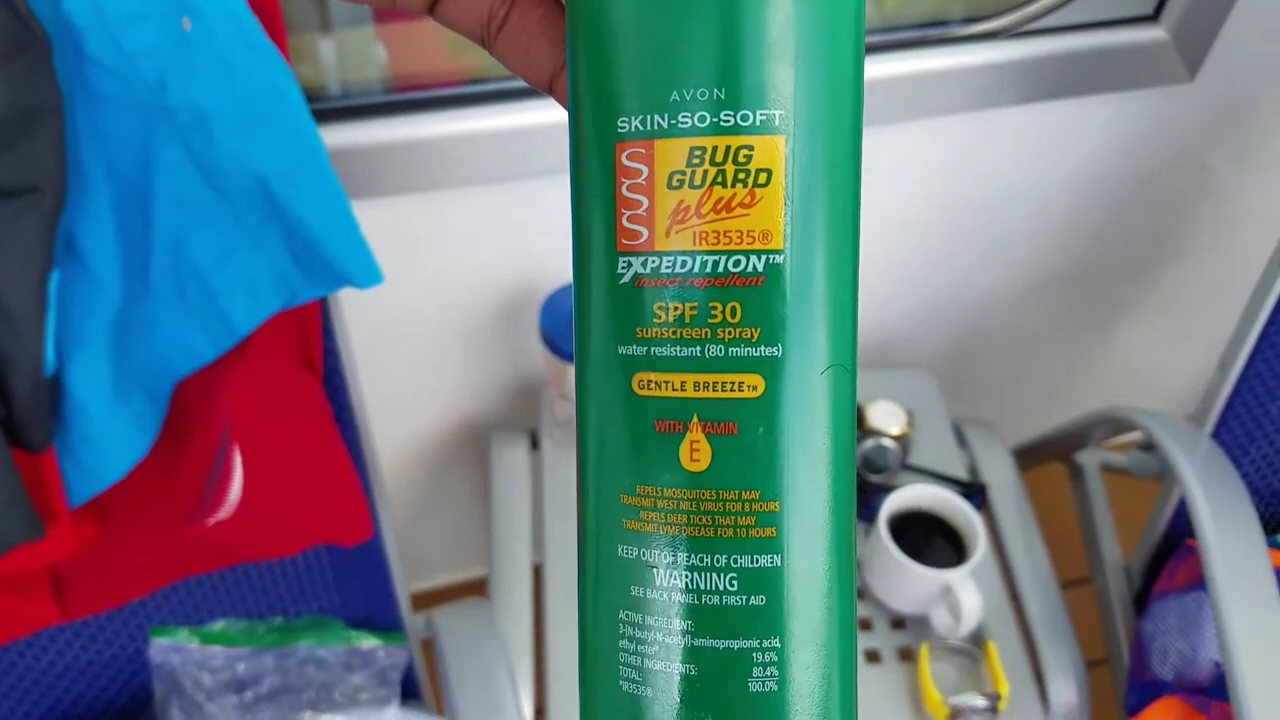 AVON
SKIN-SO-SOFT
SSS
BUG
GUARD
plus
IR3535®
EXPEDITION™
insect repellent
SPF 30
sunscreen spray
water resistant (80 minutes)
GENTLE BREEZE™
WITH VITAMIN
E
REPELS MOSQUITOES THAT MAY
TRANSMIT WEST NILE VIRUS FOR 8 HOURS
REPELS DEER TICKS THAT MAY
TRANSMIT LYME DISEASE FOR 10 HOURS
KEEP OUT OF REACH OF CHILDREN
WARNING
SEE BACK PANEL FOR FIRST AID
ACTIVE INGREDIENT:
3-[N-butyl-N-acetyl]-aminopropionic acid,
ethyl ester* 19.6%
OTHER INGREDIENTS: 80.4%
TOTAL: 100.0%
*IR3535®